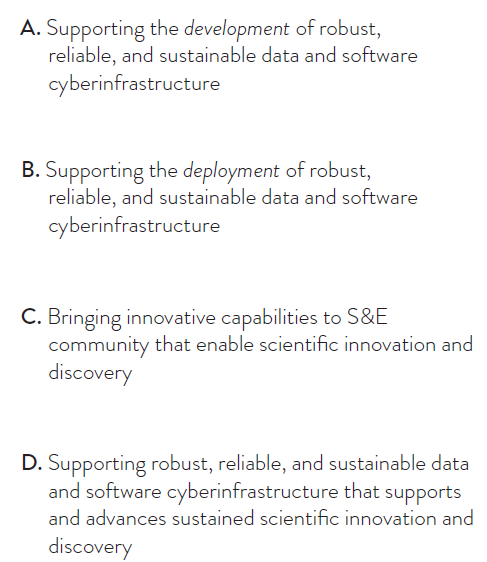 A. Supporting the development of robust,
reliable, and sustainable data and software
cyberinfrastructure
B. Supporting the deployment of robust,
reliable, and sustainable data and software
cyberinfrastructure
C. Bringing innovative capabilities to S&E
community that enable scientific innovation and
discovery
D. Supporting robust, reliable, and sustainable data
and software cyberinfrastructure that supports
and advances sustained scientific innovation and
discovery